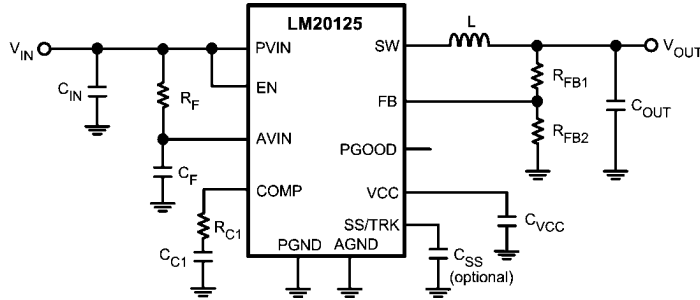 LM20125
V_IN
PVIN
SW
L
V_OUT
C_IN
EN
R_F
R_FB1
FB
C_OUT
AVIN
R_FB2
PGOOD
C_F
COMP
VCC
R_C1
SS/TRK
C_VCC
C_C1
PGND
AGND
C_SS
(optional)